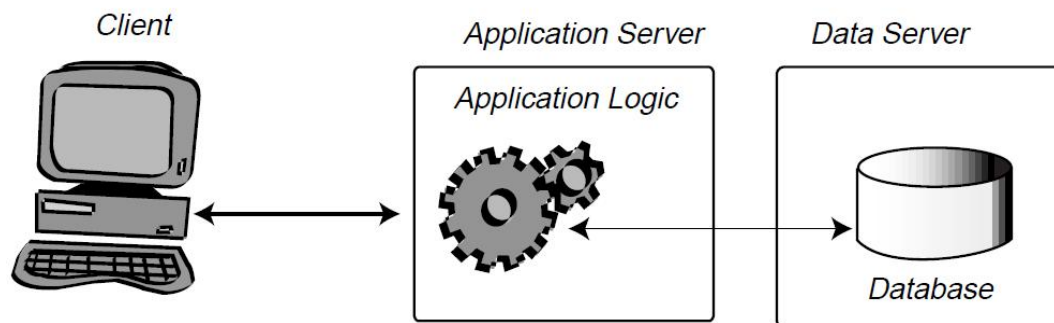 Client
Application Server
Data Server
Application Logic
Database